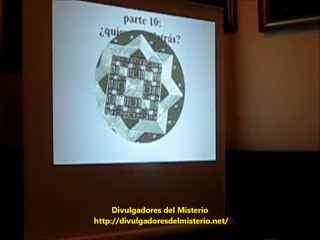 parte 10:
Divulgadores del Misterio
http://divulgadoresdelmisterio.net/